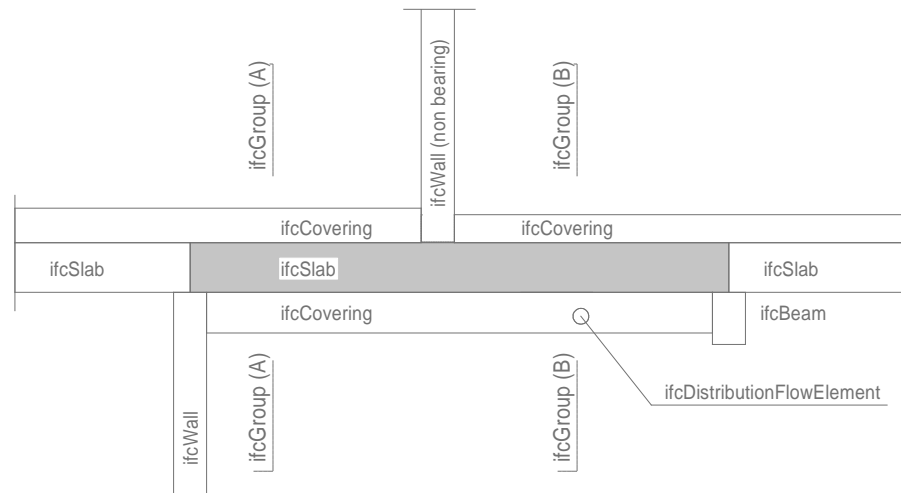 ifcGroup (A)
ifcWall (non bearing)
ifcGroup (B)
ifcCovering
ifcCovering
ifcSlab
ifcSlab
ifcSlab
ifcCovering
ifcBeam
ifcWall
ifcGroup (A)
ifcGroup (B)
ifcDistributionFlowElement